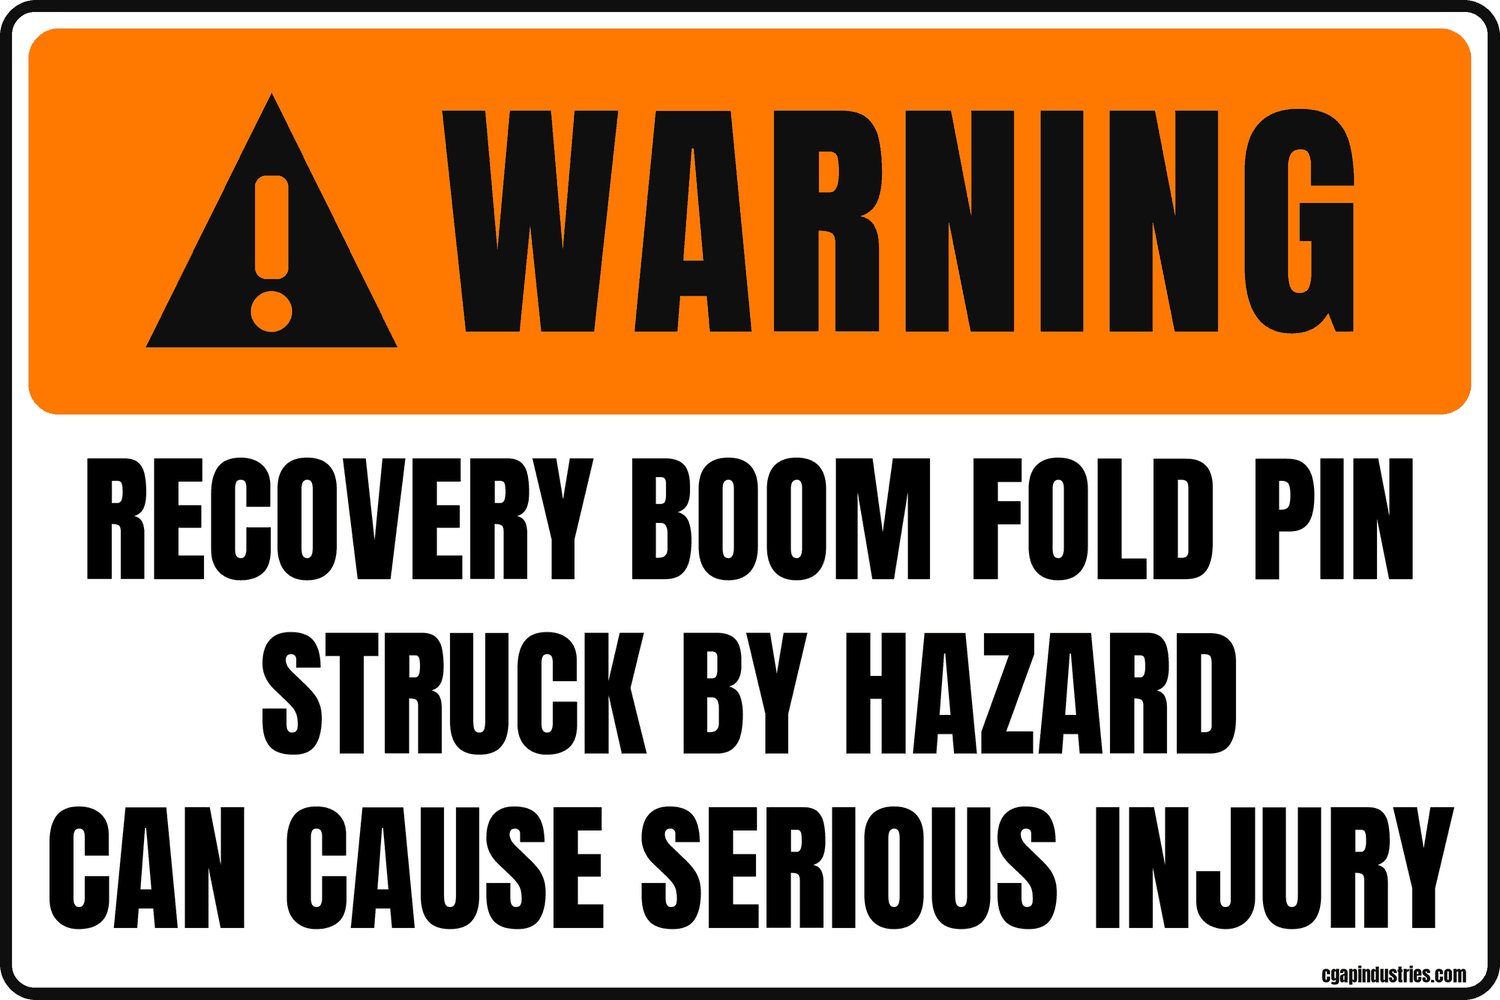 WARNING
RECOVERY BOOM FOLD PIN
STRUCK BY HAZARD
CAN CAUSE SERIOUS INJURY
cgapindustries.com